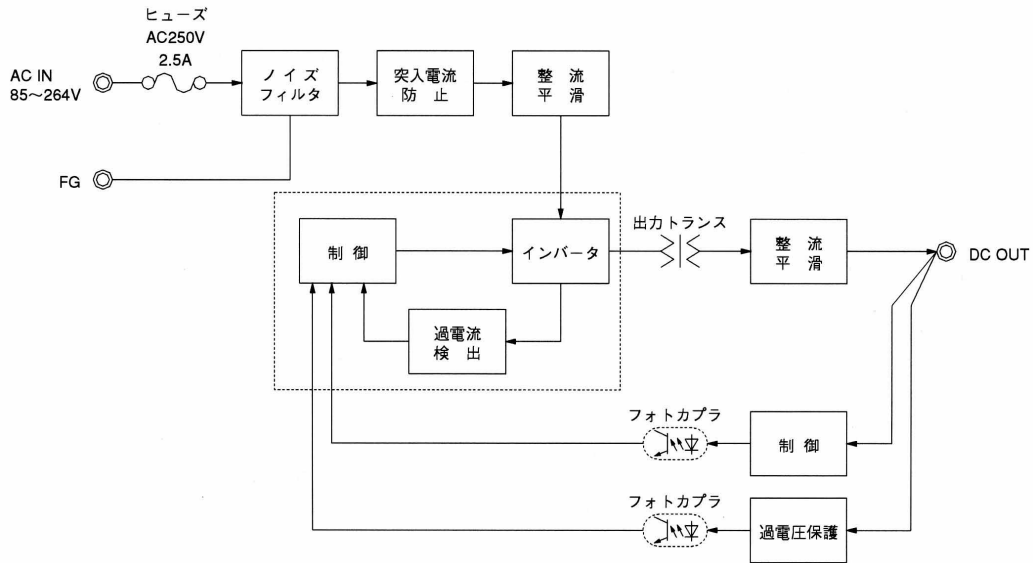 ヒューズ
AC250V
2.5A
AC IN
85～264V
ノイズ
フィルタ
突入電流
防止
整流
平滑
FG
制御
インバータ
出力トランス
整流
平滑
DC OUT
過電流
検出
フォトカプラ
制御
フォトカプラ
過電圧保護